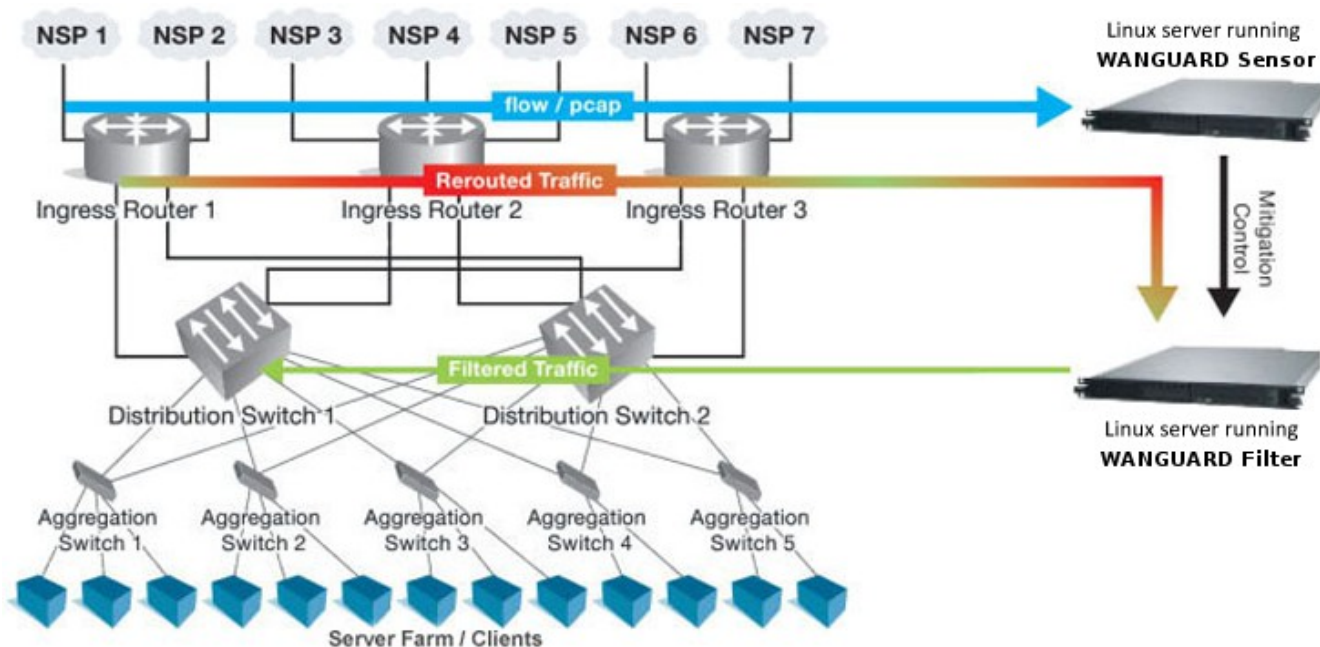 NSP 1
NSP 2
NSP 3
NSP 4
NSP 5
NSP 6
NSP 7
Linux server running
WANGUARD Sensor
flow / pcap
Rerouted Traffic
Ingress Router 1
Ingress Router 2
Ingress Router 3
Mitigation
Control
Filtered Traffic
Distribution Switch 1
Distribution Switch 2
Linux server running
WANGUARD Filter
Aggregation
Switch 1
Aggregation
Switch 2
Aggregation
Switch 3
Aggregation
Switch 4
Aggregation
Switch 5
Server Farm / Clients